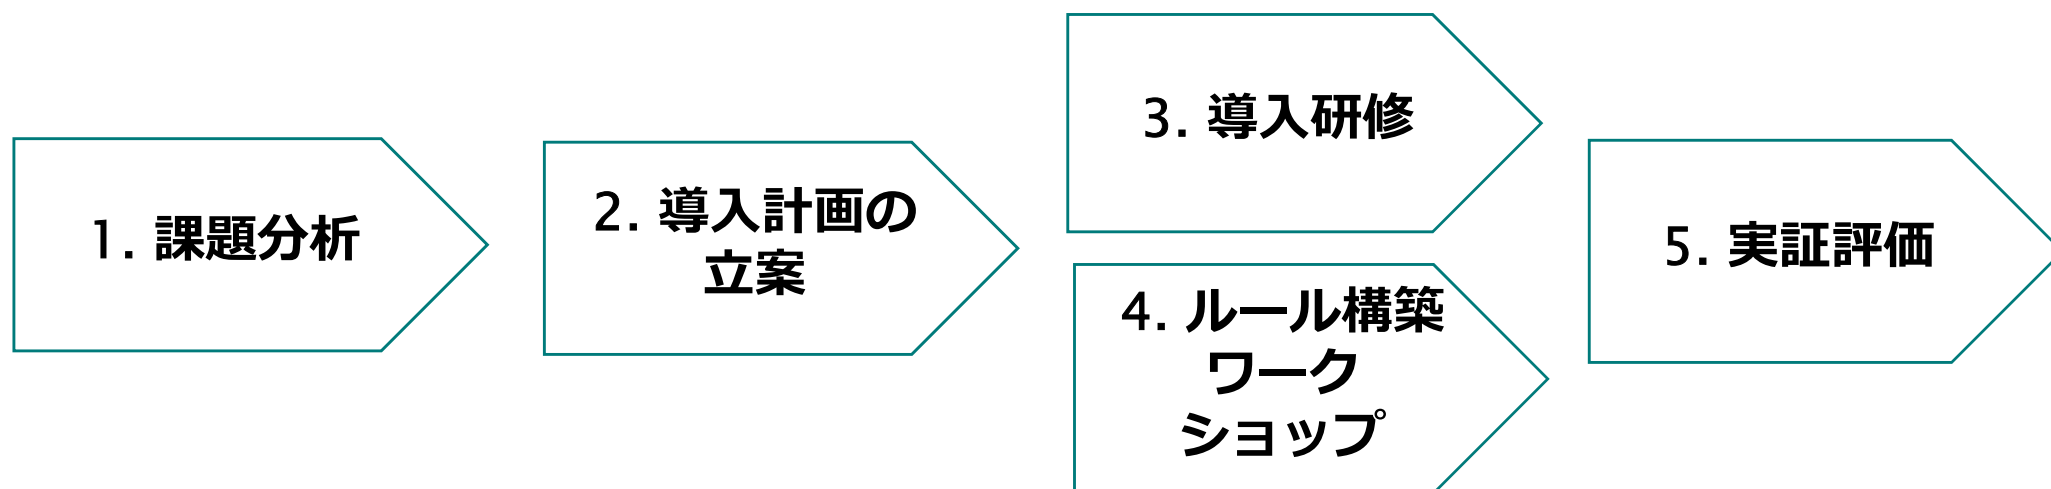 1. 課題分析
2. 導入計画の
立案
3. 導入研修
4. ルール構築
ワーク
ショップ
5. 実証評価